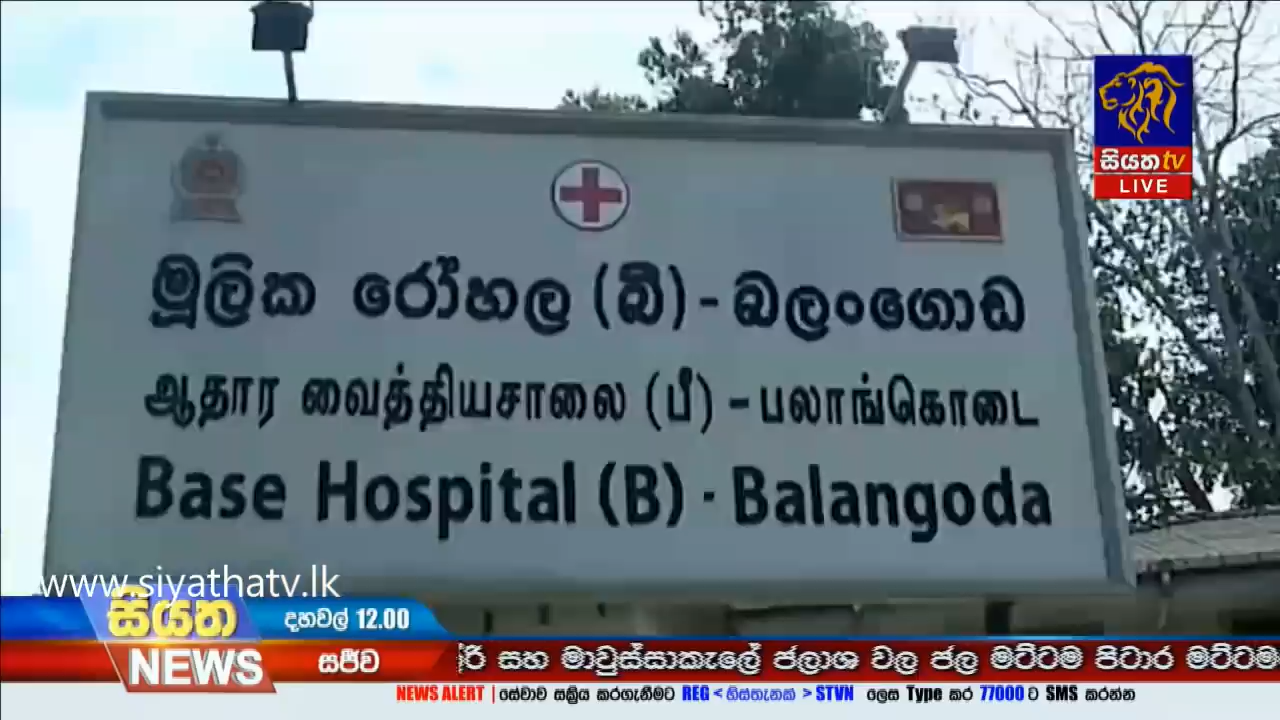 සියත tv
LIVE
මූලික රෝහල (බී) - බලංගොඩ
ஆதார வைத்தியசாலை (பீ) - பலாங்கொடை
Base Hospital (B) - Balangoda
www.siyathatv.lk
සියත දහවල් 12.00
NEWS සජීව රි සහ මාවුස්සාකැලේ ජලාශ වල ජල මට්ටම පිටාර මට්ටම
NEWS ALERT | සේවාව සක්‍රිය කරගැනීමට REG < හිස්තැනක් > STVN ලෙස Type කර 77000 ට SMS කරන්න